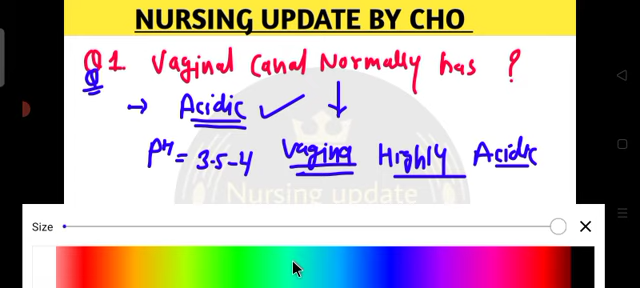 NURSING UPDATE BY CHO
Q1. Vaginal Canal Normally has ?
→ Acidic ✓ ↓
PH = 3.5-4 Vagina Highly Acidic
Nursing update
Size